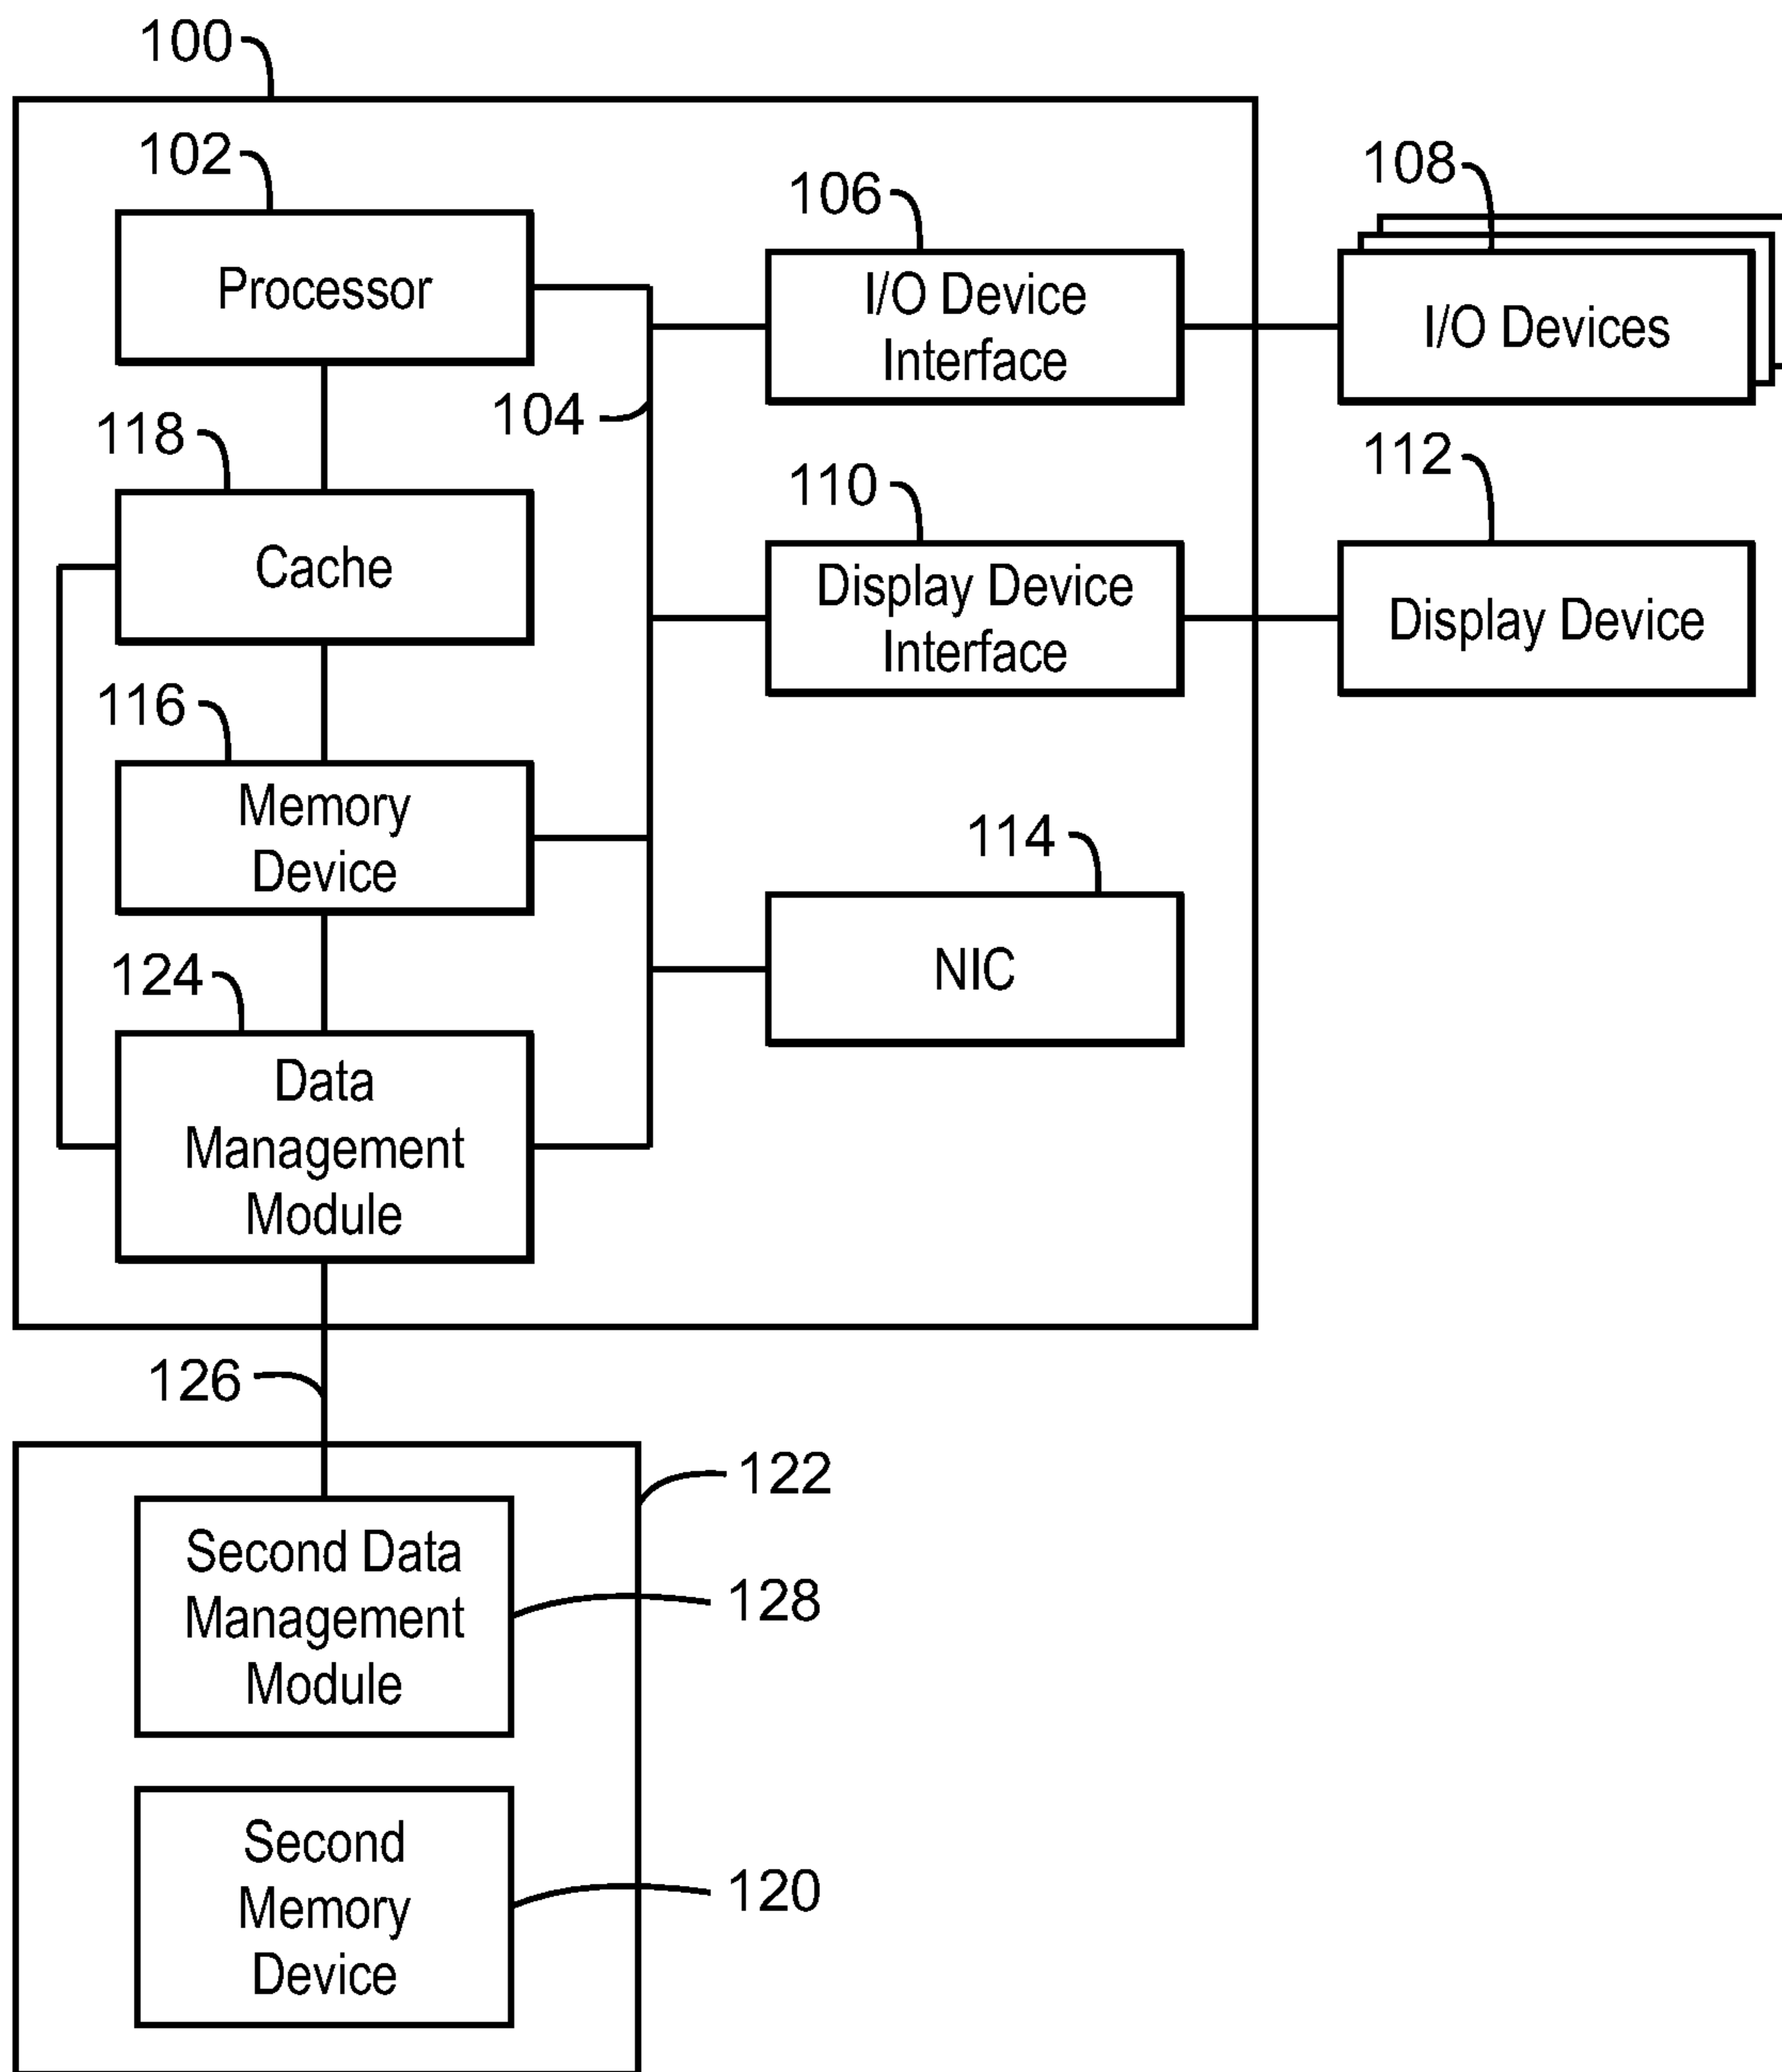 100
102
Processor
106
I/O Device
Interface
108
I/O Devices
104
118
Cache
110
Display Device
Interface
112
Display Device
116
Memory
Device
114
NIC
124
Data
Management
Module
126
122
Second Data
Management
Module
128
Second
Memory
Device
120